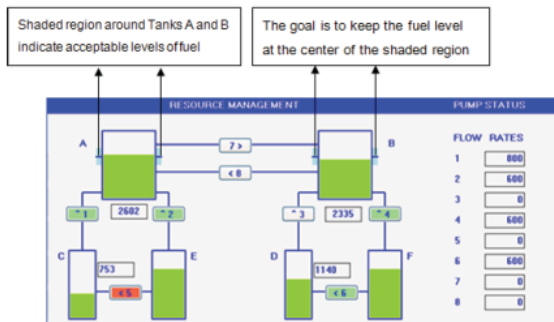 Shaded region around Tanks A and B
indicate acceptable levels of fuel
The goal is to keep the fuel level
at the center of the shaded region
RESOURCE MANAGEMENT
PUMP STATUS
A
7 >
B
< 8
FLOW RATES
1 800
2 600
3 0
4 600
5 0
6 600
7 0
8 0
^ 1
2602
^ 2
^ 3
2335
^ 4
C
753
E
D
1140
F
< 5
< 6